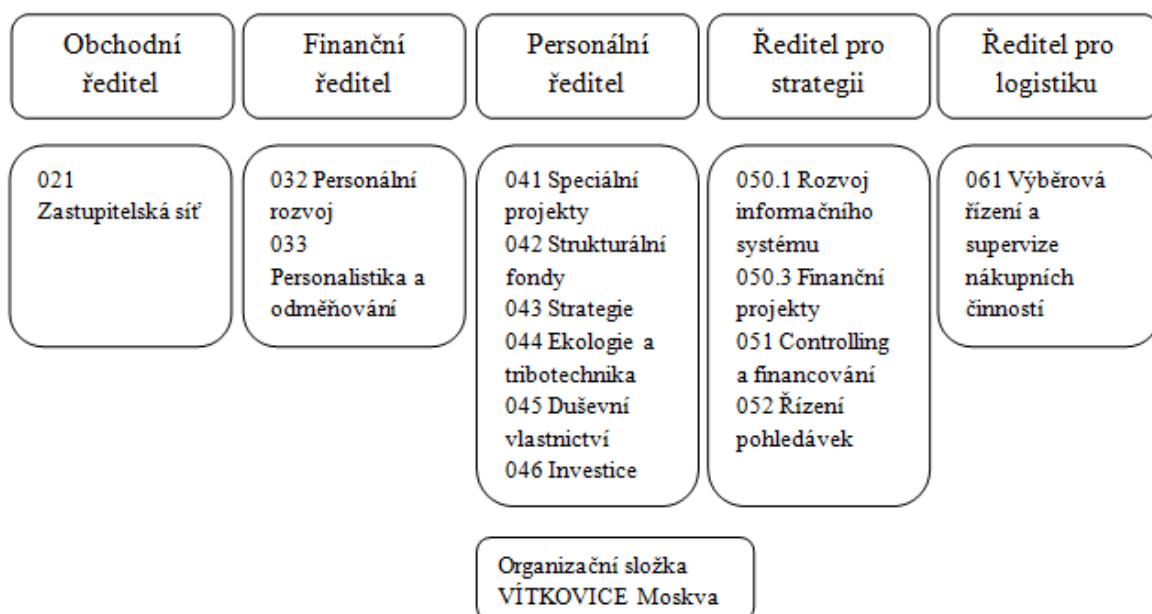 Obchodní
ředitel
Finanční
ředitel
Personální
ředitel
Ředitel pro
strategii
Ředitel pro
logistiku
021
Zastupitelská síť
032 Personální
rozvoj
033
Personalistika a
odměňování
041 Speciální
projekty
042 Strukturální
fondy
043 Strategie
044 Ekologie a
tribotechnika
045 Duševní
vlastnictví
046 Investice
050.1 Rozvoj
informačního
systému
050.3 Finanční
projekty
051 Controlling
a financování
052 Řízení
pohledávek
061 Výběrová
řízení a
supervize
nákupních
činností
Organizační složka
VÍTKOVICE Moskva